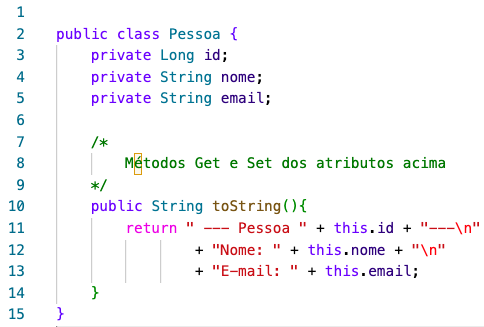 1
2 public class Pessoa {
3     private Long id;
4     private String nome;
5     private String email;
6
7     /*
8         Métodos Get e Set dos atributos acima
9     */
10     public String toString(){
11         return " --- Pessoa " + this.id + "---\n"
12                 + "Nome: " + this.nome + "\n"
13                 + "E-mail: " + this.email;
14     }
15 }